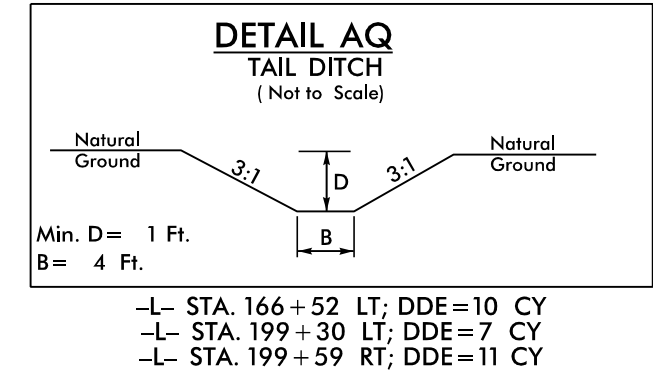 DETAIL AQ
TAIL DITCH
( Not to Scale)
Natural
Ground
3:1
D
3:1
Natural
Ground
B
Min. D= 1 Ft.
B= 4 Ft.
–L– STA. 166+52 LT; DDE=10 CY
–L– STA. 199+30 LT; DDE=7 CY
–L– STA. 199+59 RT; DDE=11 CY